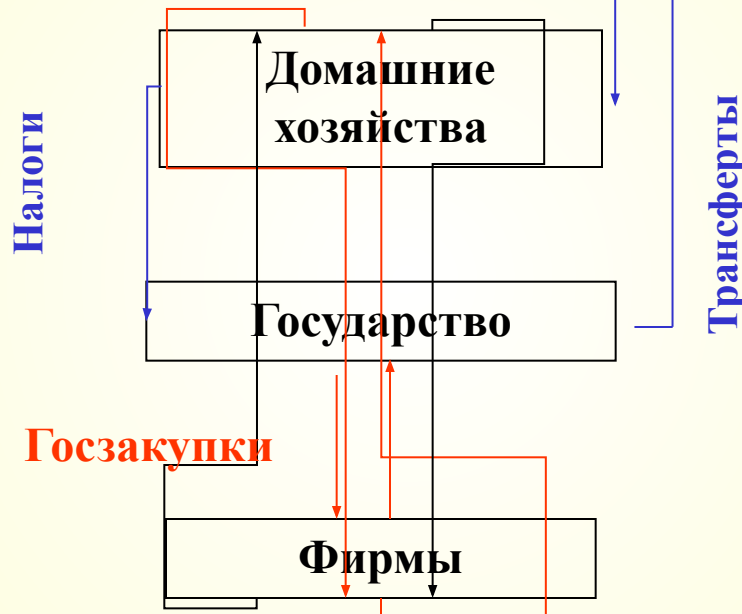 Домашние
хозяйства
Налоги
Трансферты
Государство
Госзакупки
Фирмы